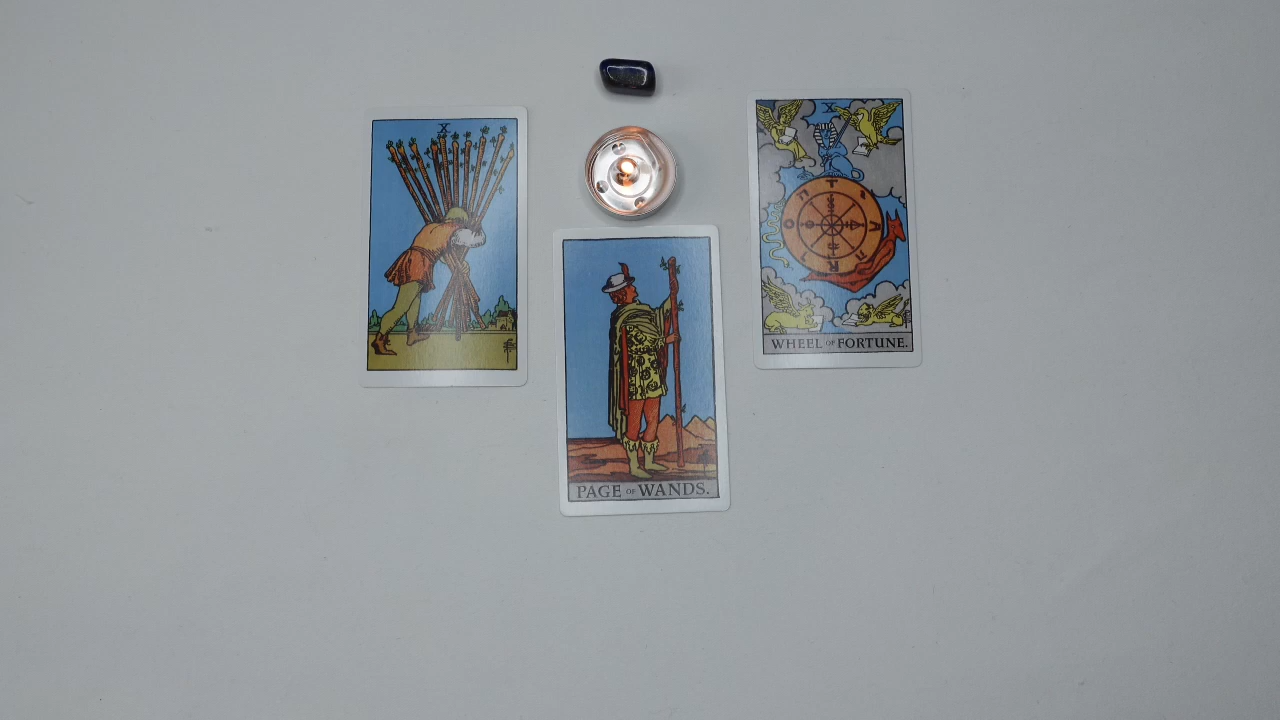 X
PAGE OF WANDS.
X
WHEEL OF FORTUNE.
T
A
R
O